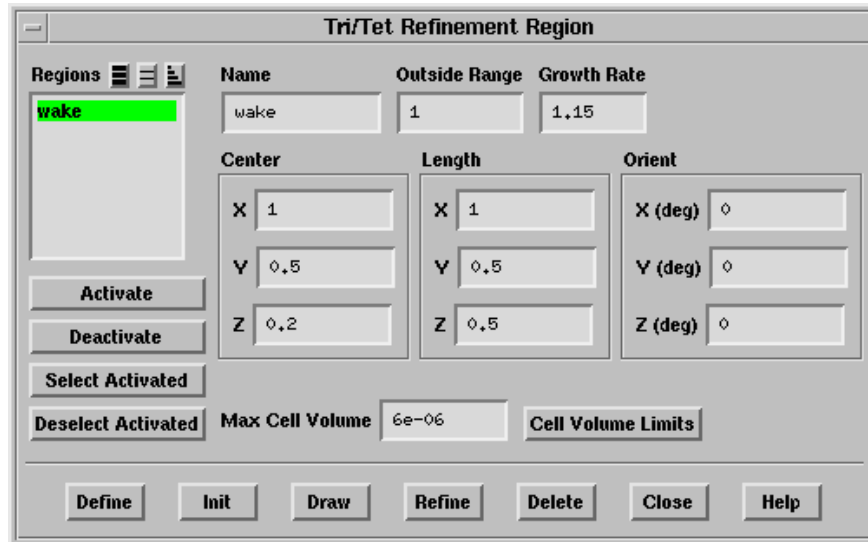 Tri/Tet Refinement Region
Regions
wake
Name Outside Range Growth Rate
wake 1 1.15
Center Length Orient
X 1 X 1 X (deg) 0
Y 0.5 Y 0.5 Y (deg) 0
Z 0.2 Z 0.5 Z (deg) 0
Activate
Deactivate
Select Activated
Deselect Activated
Max Cell Volume 6e-06 Cell Volume Limits
Define Init Draw Refine Delete Close Help